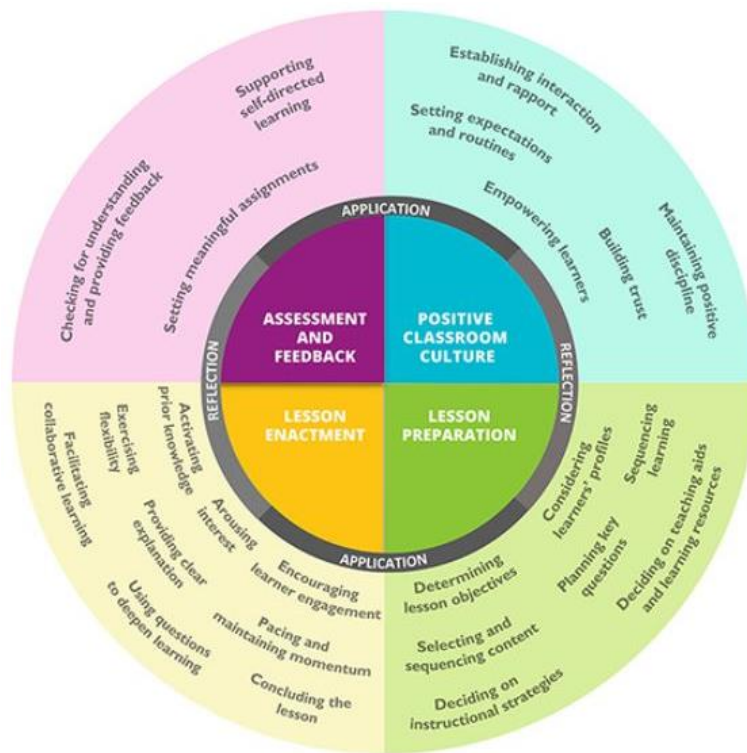 Supporting
self-directed
learning
Setting meaningful assignments
Checking for understanding
and providing feedback
Establishing interaction
and rapport
Setting expectations
and routines
Empowering learners
Building trust
Maintaining positive
discipline
APPLICATION
REFLECTION
REFLECTION
APPLICATION
ASSESSMENT
AND
FEEDBACK
POSITIVE
CLASSROOM
CULTURE
LESSON
ENACTMENT
LESSON
PREPARATION
Activating
prior knowledge
Exercising
flexibility
Facilitating
collaborative learning
Arousing
interest
Providing clear
explanation
Using questions
to deepen learning
Encouraging
learner engagement
Pacing and
maintaining momentum
Concluding the
lesson
Considering
learners' profiles
Sequencing
learning
Determining
lesson objectives
Planning key
questions
Deciding on teaching aids
and learning resources
Selecting and
sequencing content
Deciding on
instructional strategies